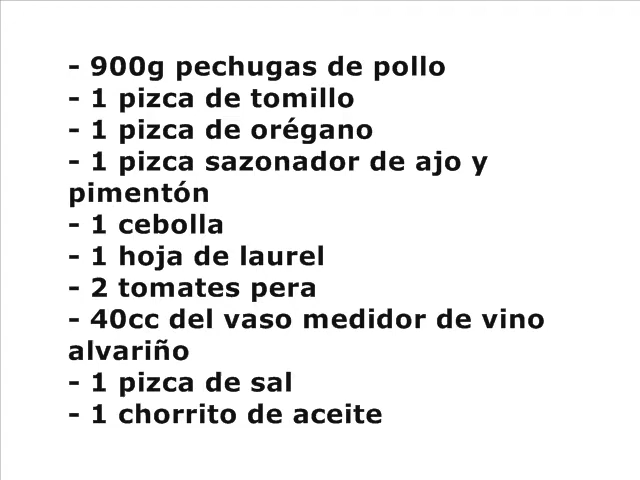 - 900g pechugas de pollo
- 1 pizca de tomillo
- 1 pizca de orégano
- 1 pizca sazonador de ajo y
pimentón
- 1 cebolla
- 1 hoja de laurel
- 2 tomates pera
- 40cc del vaso medidor de vino
alvariño
- 1 pizca de sal
- 1 chorrito de aceite